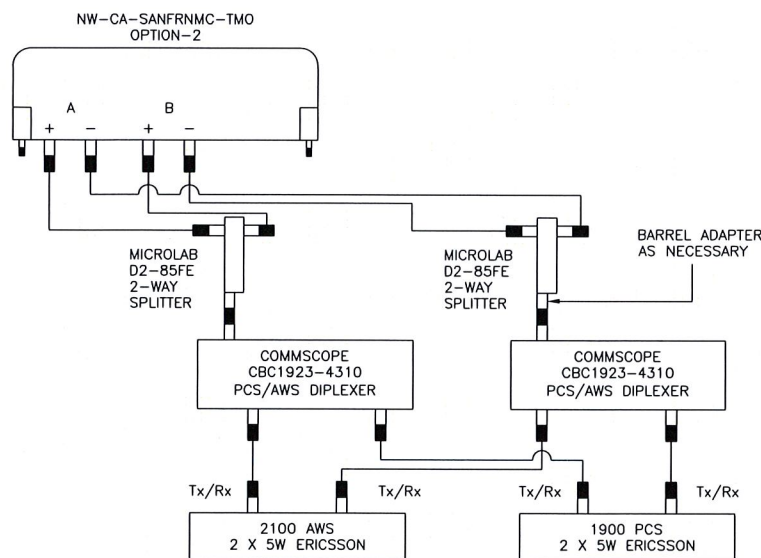 NW-CA-SANFRNMC-TMO
OPTION-2
A
B
+
-
+
-
MICROLAB
D2-85FE
2-WAY
SPLITTER
MICROLAB
D2-85FE
2-WAY
SPLITTER
BARREL ADAPTER
AS NECESSARY
COMMSCOPE
CBC1923-4310
PCS/AWS DIPLEXER
COMMSCOPE
CBC1923-4310
PCS/AWS DIPLEXER
Tx/Rx
Tx/Rx
Tx/Rx
Tx/Rx
2100 AWS
2 X 5W ERICSSON
1900 PCS
2 X 5W ERICSSON